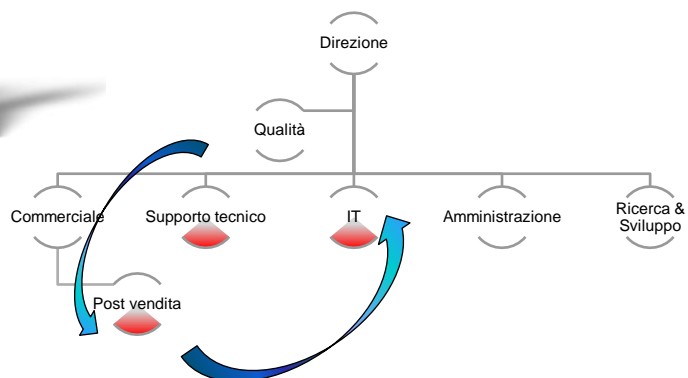 Direzione
Qualità
Commerciale
Supporto tecnico
IT
Amministrazione
Ricerca &
Sviluppo
Post vendita